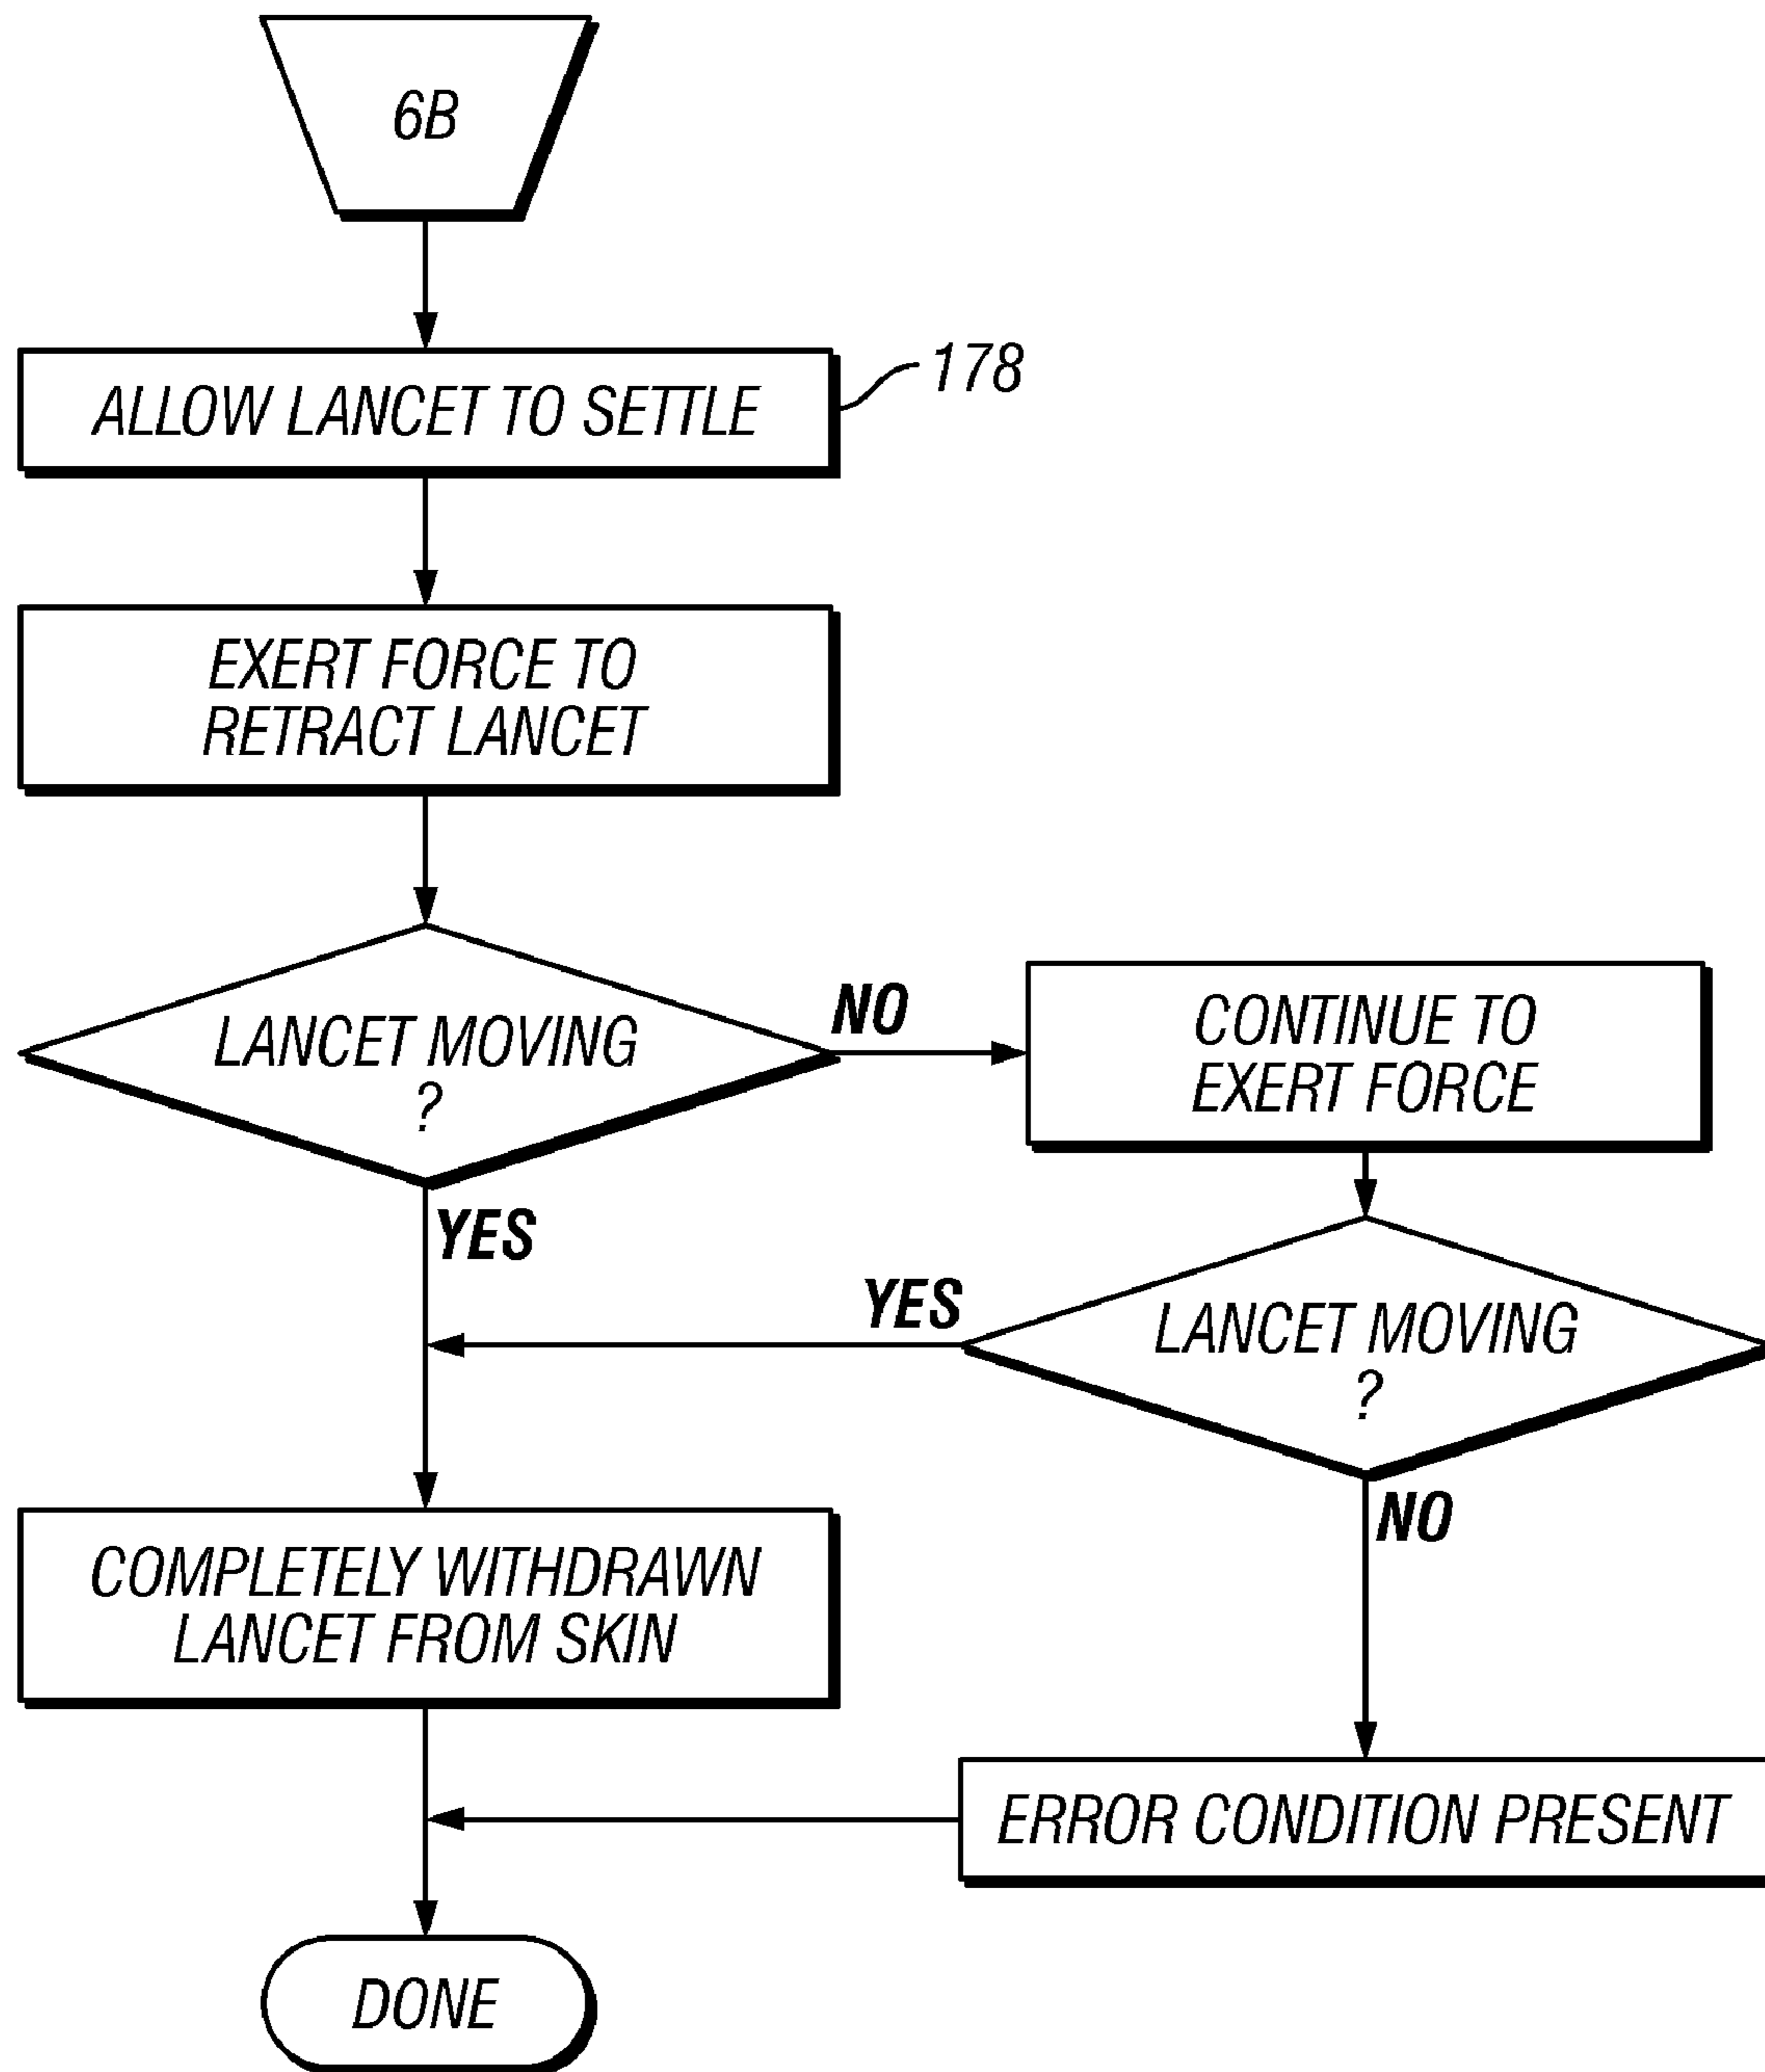 6B
ALLOW LANCET TO SETTLE
178
EXERT FORCE TO
RETRACT LANCET
LANCET MOVING
?
NO
CONTINUE TO
EXERT FORCE
YES
YES
LANCET MOVING
?
NO
COMPLETELY WITHDRAWN
LANCET FROM SKIN
ERROR CONDITION PRESENT
DONE